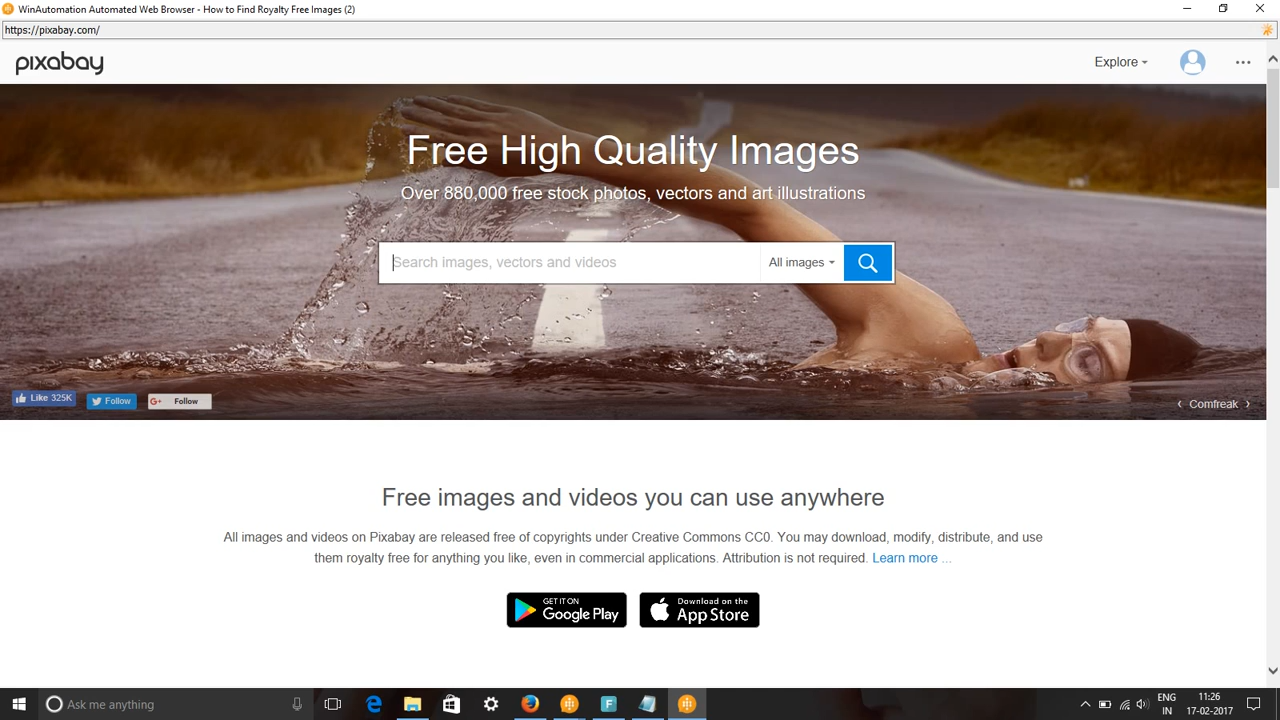 WinAutomation Automated Web Browser - How to Find Royalty Free Images (2)
https://pixabay.com/
pixabay
Explore
Free High Quality Images
Over 880,000 free stock photos, vectors and art illustrations
Search images, vectors and videos
All images
Like 325K
Follow
G+ Follow
‹ Comfreak ›
Free images and videos you can use anywhere
All images and videos on Pixabay are released free of copyrights under Creative Commons CC0. You may download, modify, distribute, and use
them royalty free for anything you like, even in commercial applications. Attribution is not required. Learn more ...
GET IT ON
Google Play
Download on the
App Store
Ask me anything
F
ENG
IN
11:26
17-02-2017